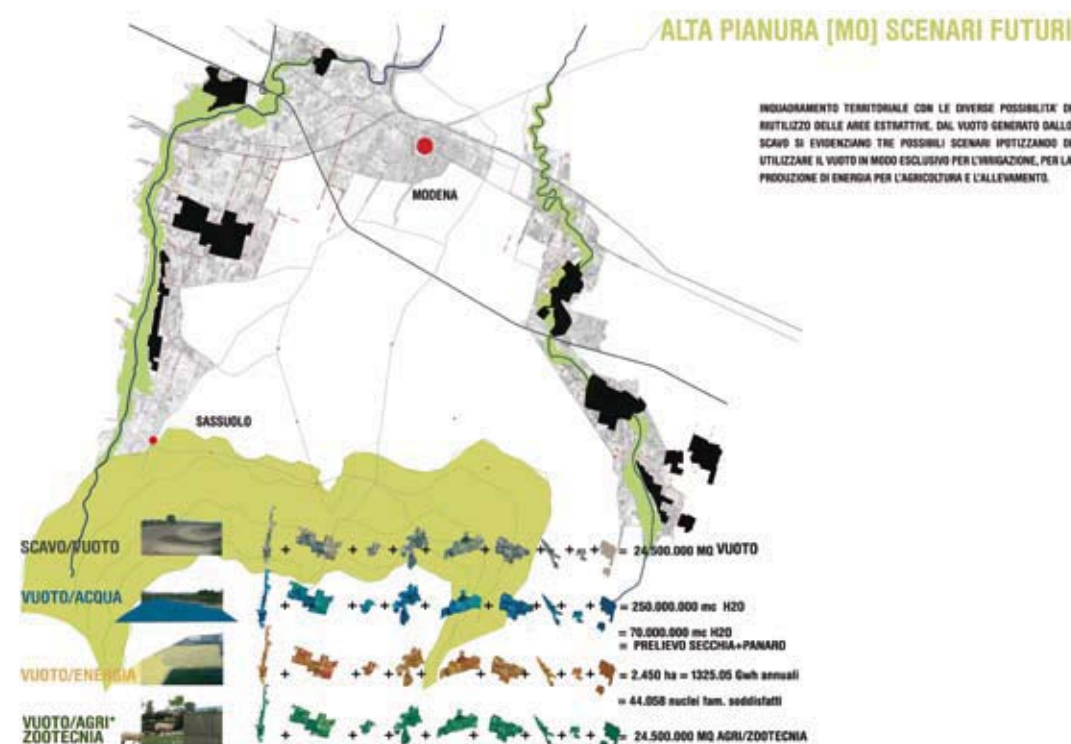 ALTA PIANURA [MO] SCENARI FUTURI
INQUADRAMENTO TERRITORIALE CON LE DIVERSE POSSIBILITA' DI
RIUTILIZZO DELLE AREE ESTRATTIVE. DAL VUOTO GENERATO DALLO
SCAVO SI EVIDENZIANO TRE POSSIBILI SCENARI IPOTIZZANDO DI
UTILIZZARE IL VUOTO IN MODO ESCLUSIVO PER L'IRRIGAZIONE, PER LA
PRODUZIONE DI ENERGIA PER L'AGRICOLTURA E L'ALLEVAMENTO.
MODENA
SASSUOLO
SCAVO/VUOTO
+ + + + + + + + = 24.500.000 MQ VUOTO
VUOTO/ACQUA
+ + + + + + + + = 250.000.000 mc H2O
= 70.000.000 mc H2O
= PRELIEVO SECCHIA+PANARO
VUOTO/ENERGIA
+ + + + + + + + = 2.450 ha = 1325.05 Gwh annuali
= 44.058 nuclei fam. soddisfatti
VUOTO/AGRI*
ZOOTECNIA
+ + + + + + + + = 24.500.000 MQ AGRI/ZOOTECNIA